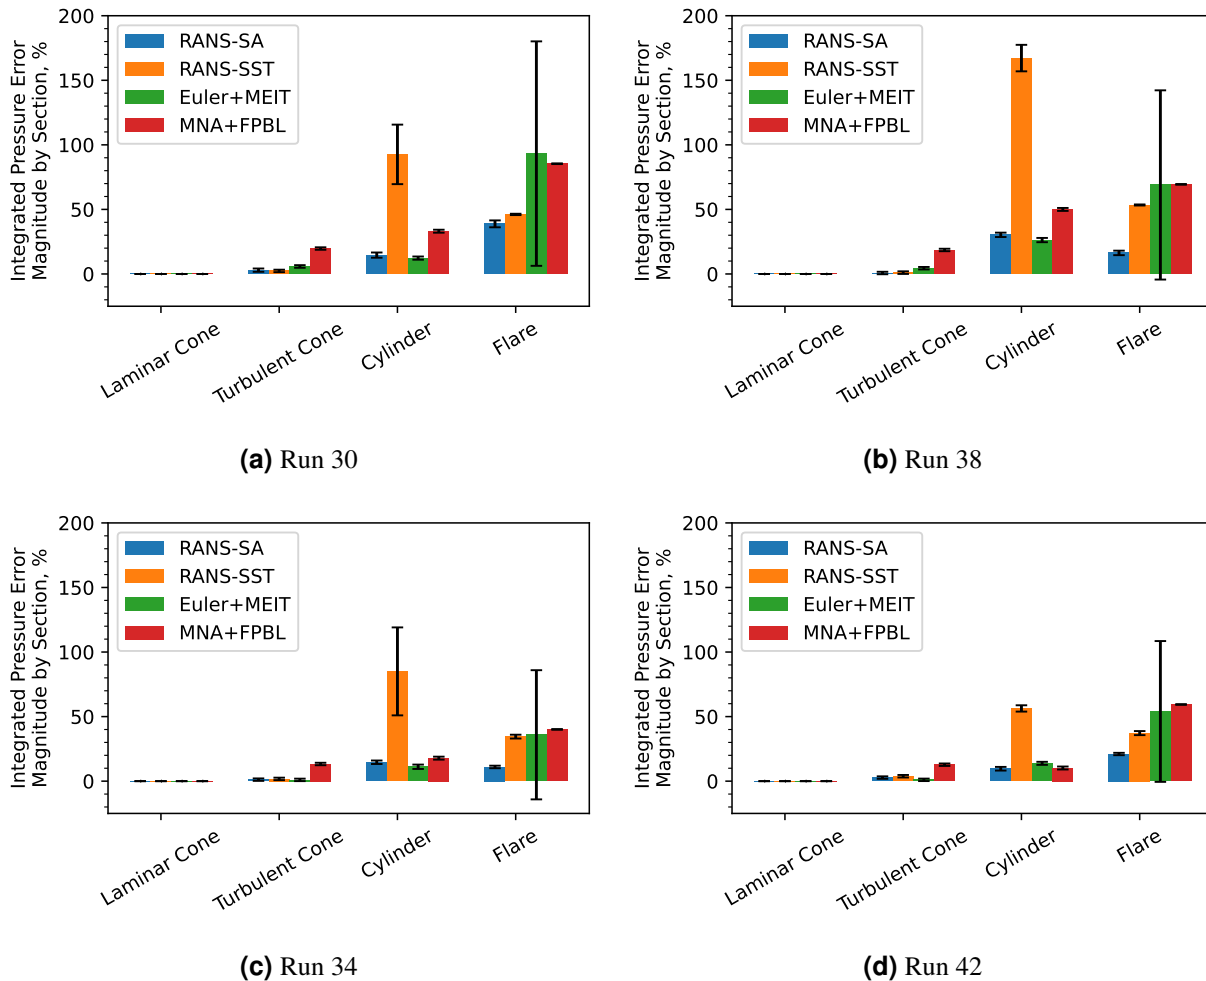 200
150
100
50
0
Integrated Pressure Error
Magnitude by Section, %
RANS-SA
RANS-SST
Euler+MEIT
MNA+FPBL
Laminar Cone
Turbulent Cone
Cylinder
Flare
(a) Run 30
200
150
100
50
0
Integrated Pressure Error
Magnitude by Section, %
RANS-SA
RANS-SST
Euler+MEIT
MNA+FPBL
Laminar Cone
Turbulent Cone
Cylinder
Flare
(b) Run 38
200
150
100
50
0
Integrated Pressure Error
Magnitude by Section, %
RANS-SA
RANS-SST
Euler+MEIT
MNA+FPBL
Laminar Cone
Turbulent Cone
Cylinder
Flare
(c) Run 34
200
150
100
50
0
Integrated Pressure Error
Magnitude by Section, %
RANS-SA
RANS-SST
Euler+MEIT
MNA+FPBL
Laminar Cone
Turbulent Cone
Cylinder
Flare
(d) Run 42